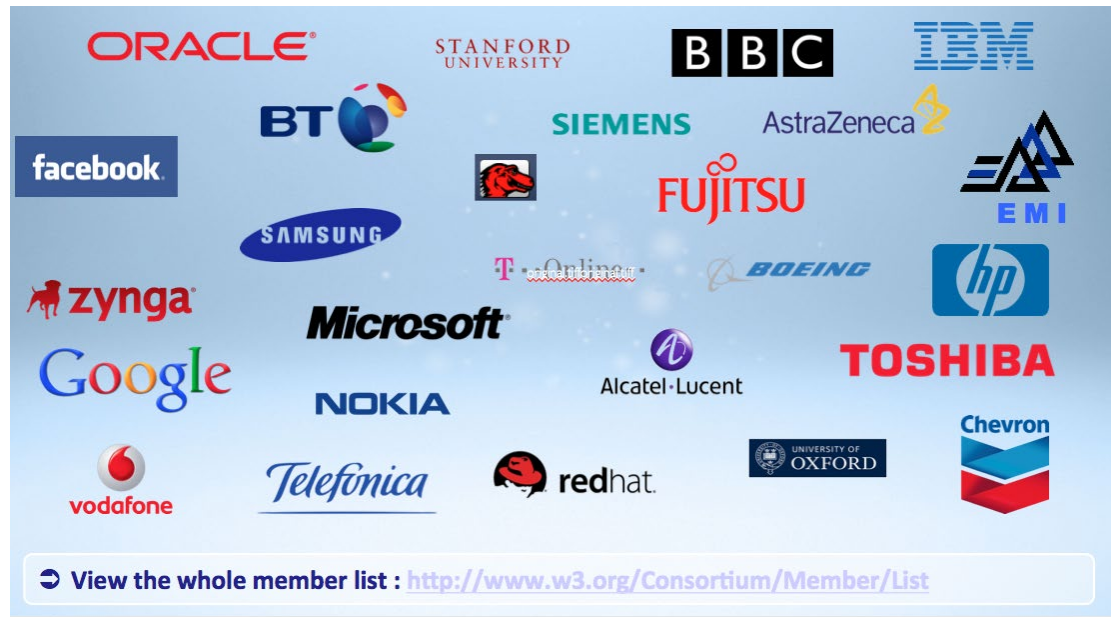 ORACLE®
STANFORD
UNIVERSITY
BBC
IBM
BT
SIEMENS
AstraZeneca
facebook.
FUJITSU
EMI
SAMSUNG
T · · Online ·
BOEING
hp
zynga®
Microsoft®
Google
NOKIA
Alcatel·Lucent
TOSHIBA
vodafone
Telefónica
redhat.
UNIVERSITY OF
OXFORD
Chevron
View the whole member list : http://www.w3.org/Consortium/Member/List